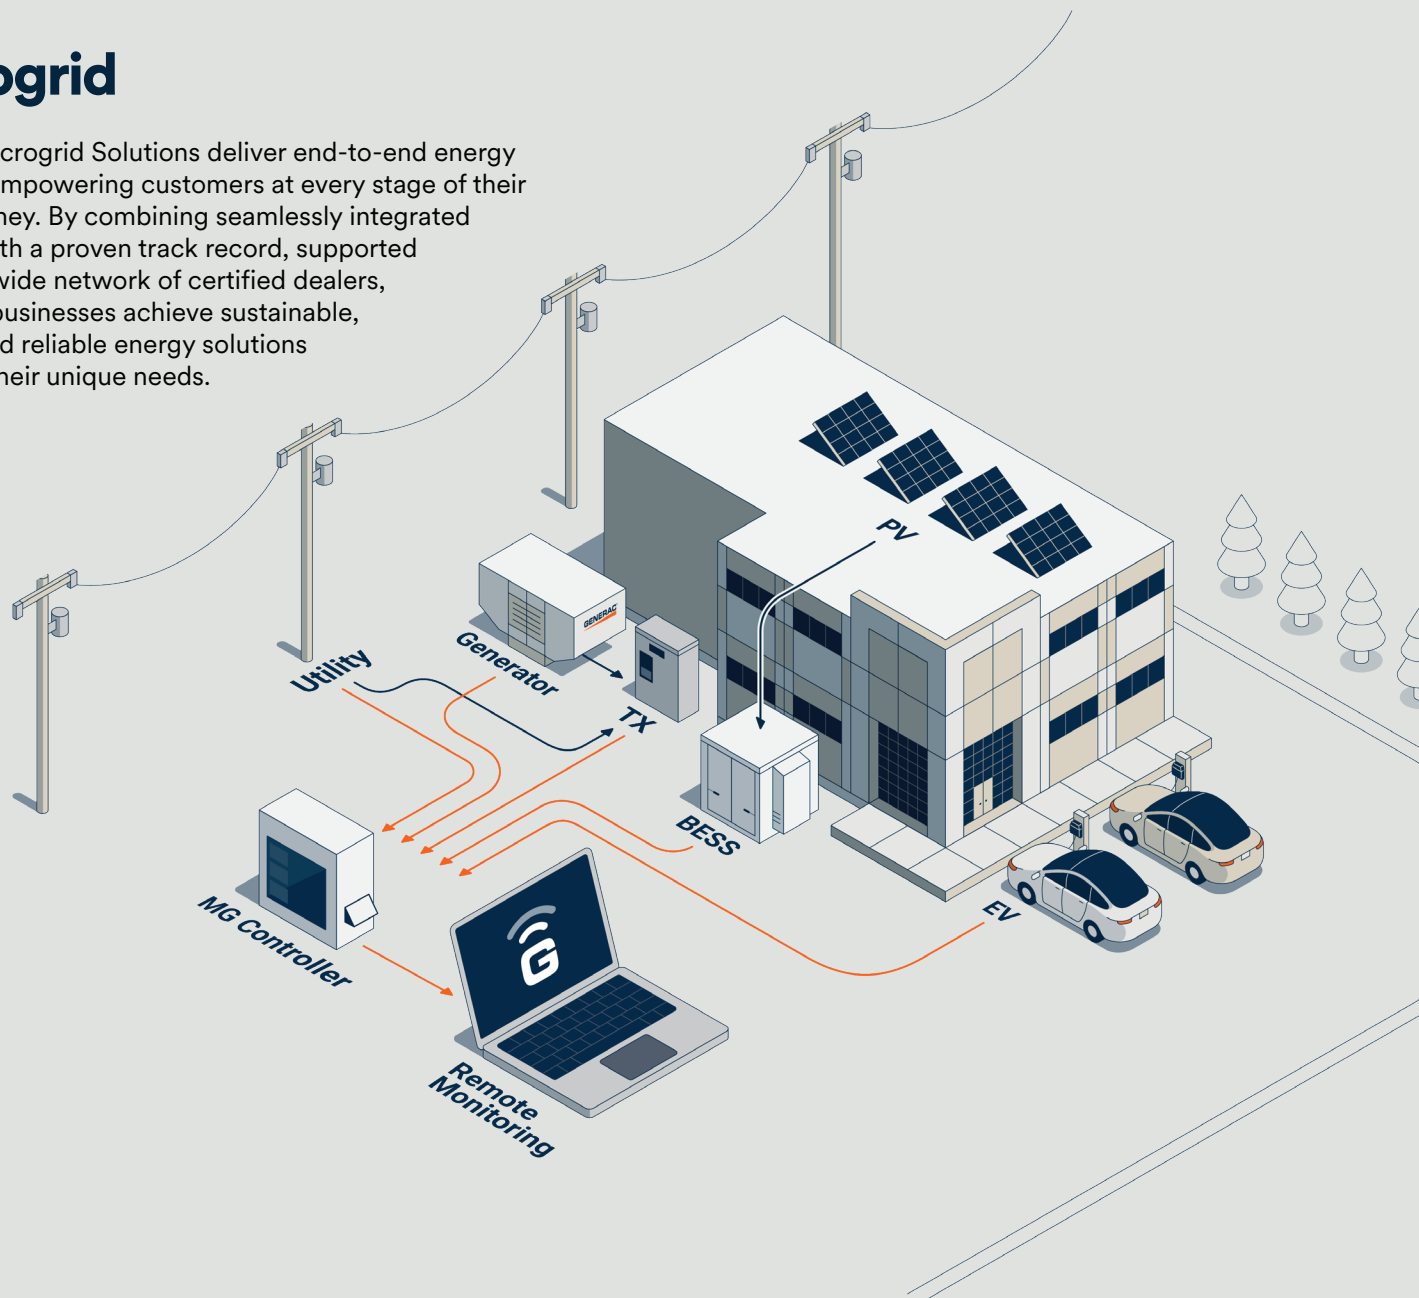 ogrid
crogrid Solutions deliver end-to-end energy
mpowering customers at every stage of their
ney. By combining seamlessly integrated
th a proven track record, supported
wide network of certified dealers,
businesses achieve sustainable,
d reliable energy solutions
heir unique needs.
PV
GENERAC
Generator
Utility
TX
BESS
EV
MG Controller
G
Remote
Monitoring